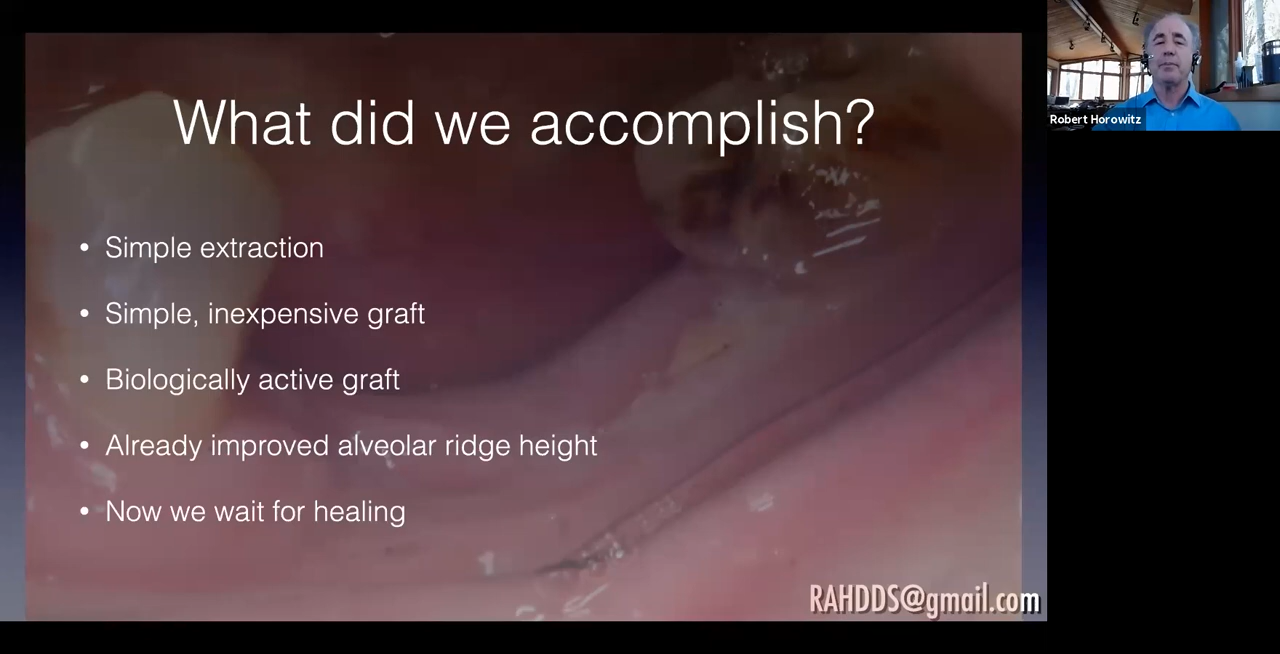 What did we accomplish?
• Simple extraction
• Simple, inexpensive graft
• Biologically active graft
• Already improved alveolar ridge height
• Now we wait for healing
RAHDDS@gmail.com
Robert Horowitz